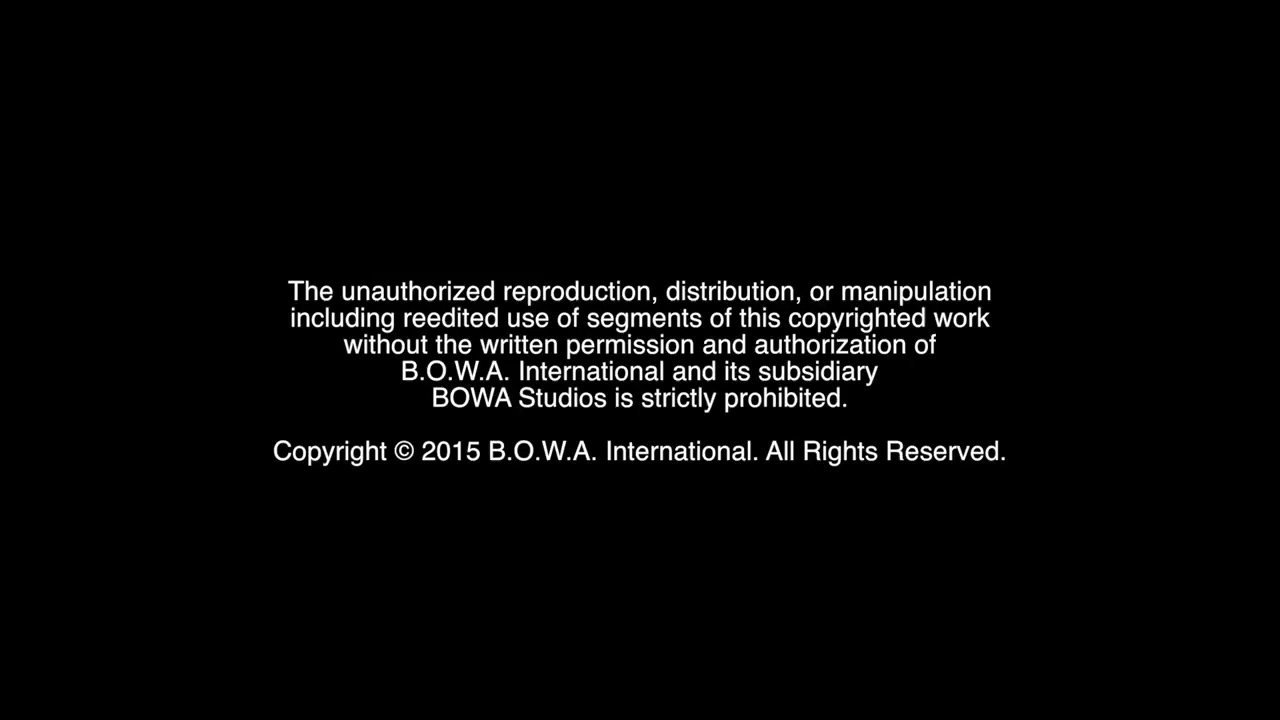 The unauthorized reproduction, distribution, or manipulation
including reedited use of segments of this copyrighted work
without the written permission and authorization of
B.O.W.A. International and its subsidiary
BOWA Studios is strictly prohibited.
Copyright © 2015 B.O.W.A. International. All Rights Reserved.